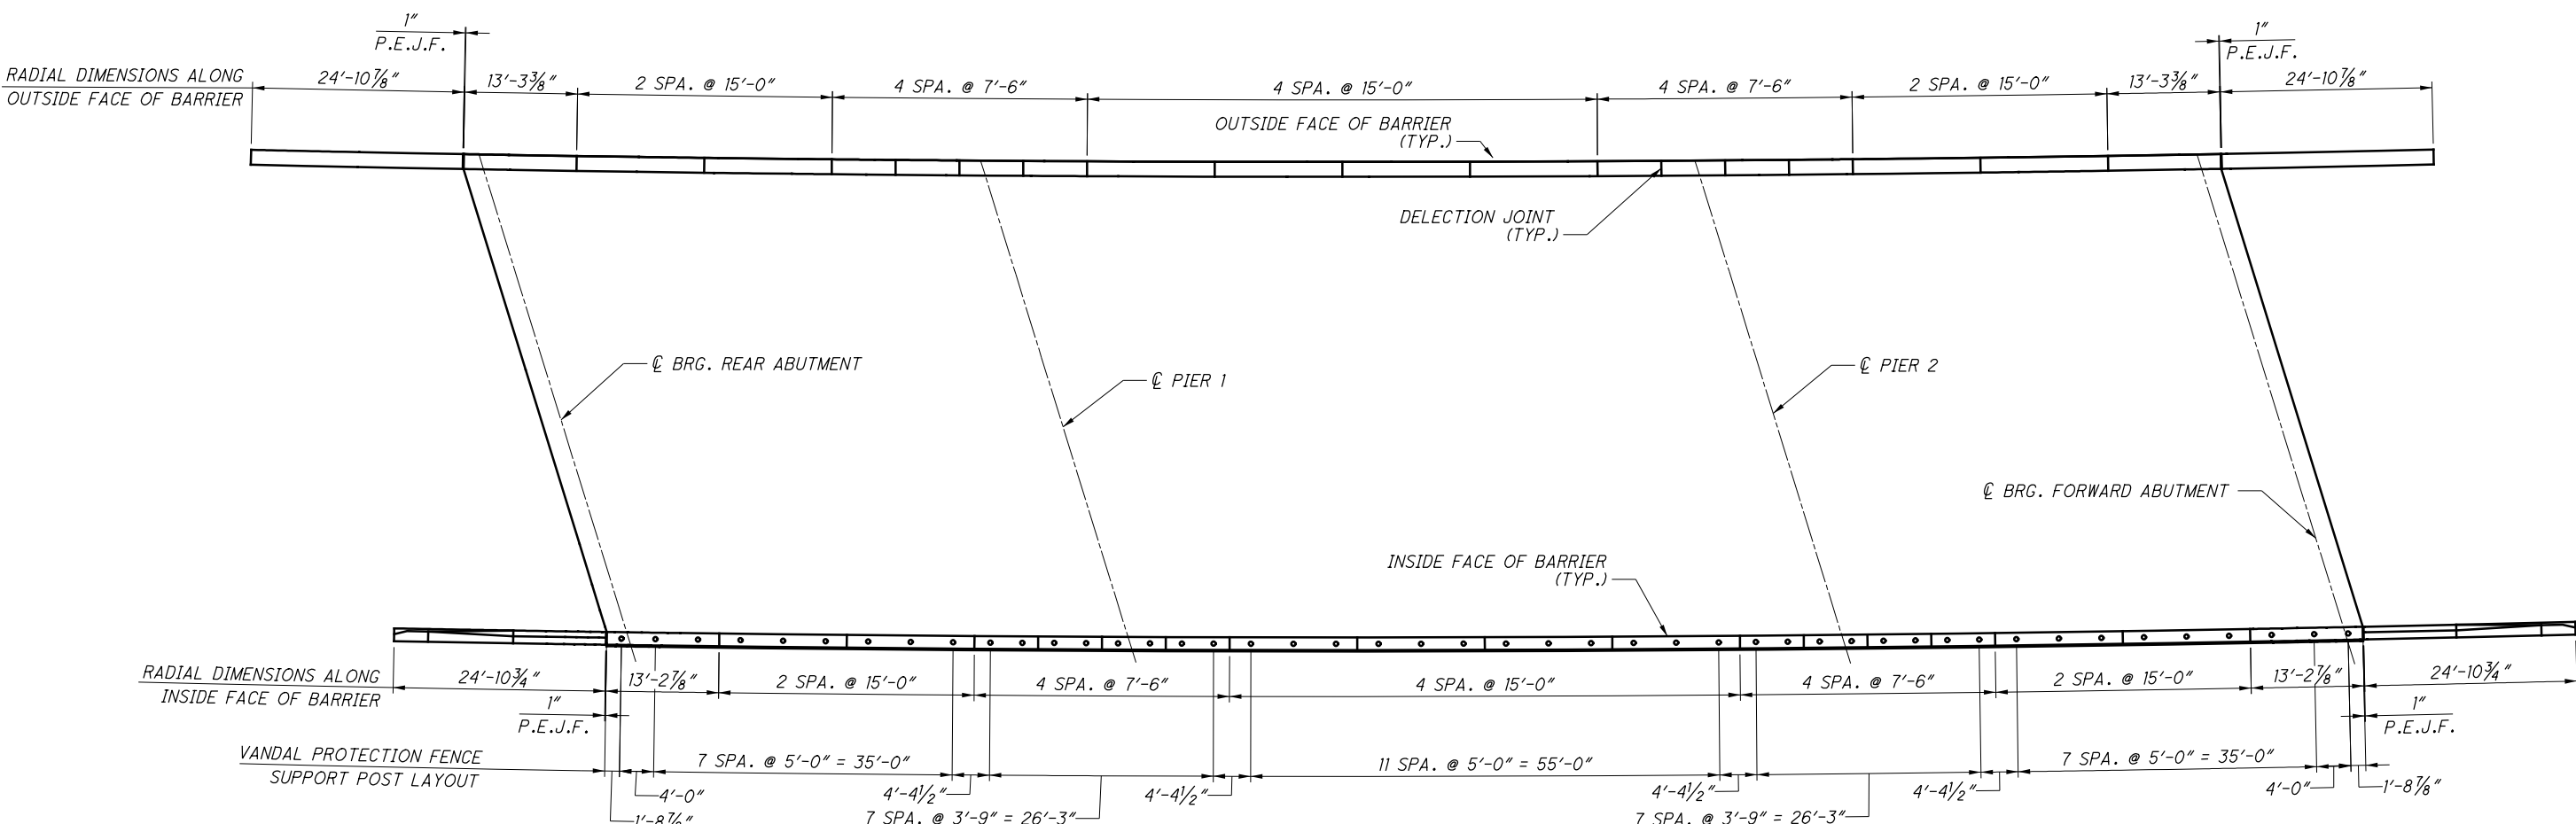 1"
P.E.J.F.
1"
P.E.J.F.
RADIAL DIMENSIONS ALONG
OUTSIDE FACE OF BARRIER
24'-10⅞"
13'-3⅜"
2 SPA. @ 15'-0"
4 SPA. @ 7'-6"
4 SPA. @ 15'-0"
4 SPA. @ 7'-6"
2 SPA. @ 15'-0"
13'-3⅜"
24'-10⅞"
OUTSIDE FACE OF BARRIER
(TYP.)
DELECTION JOINT
(TYP.)
℄ BRG. REAR ABUTMENT
℄ PIER 1
℄ PIER 2
℄ BRG. FORWARD ABUTMENT
INSIDE FACE OF BARRIER
(TYP.)
RADIAL DIMENSIONS ALONG
INSIDE FACE OF BARRIER
24'-10¾"
13'-2⅞"
2 SPA. @ 15'-0"
4 SPA. @ 7'-6"
4 SPA. @ 15'-0"
4 SPA. @ 7'-6"
2 SPA. @ 15'-0"
13'-2⅞"
24'-10¾"
1"
P.E.J.F.
1"
P.E.J.F.
VANDAL PROTECTION FENCE
SUPPORT POST LAYOUT
7 SPA. @ 5'-0" = 35'-0"
11 SPA. @ 5'-0" = 55'-0"
7 SPA. @ 5'-0" = 35'-0"
4'-0"
4'-4½"
4'-4½"
4'-4½"
4'-4½"
4'-0"
1'-8⅞"
1'-8⅞"
7 SPA. @ 3'-9" = 26'-3"
7 SPA. @ 3'-9" = 26'-3"